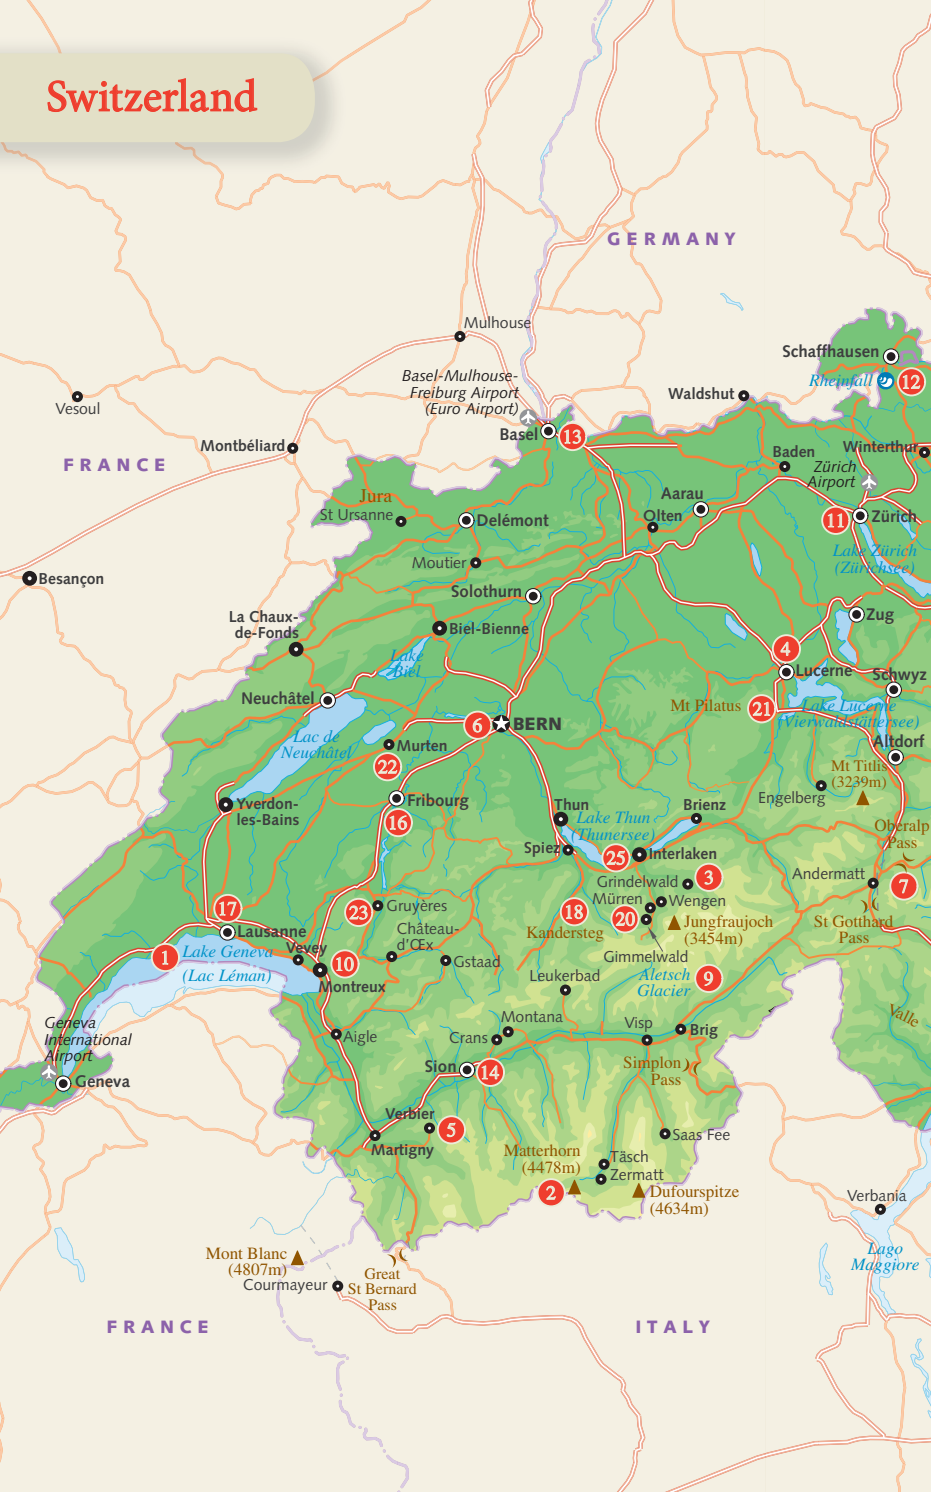 Switzerland
GERMANY
Mulhouse
Schaffhausen
Basel-Mulhouse-
Freiburg Airport
(Euro Airport)
Rheinfall
12
Waldshut
Vesoul
Basel
13
Montbéliard
Baden
Winterthur
FRANCE
Zürich
Airport
Jura
Aarau
St Ursanne
Delémont
Olten
11
Zürich
Lake Zürich
(Zürichsee)
Moutier
Besançon
Solothurn
La Chaux-
de-Fonds
Biel-Bienne
Zug
Lake
Biel
4
Lucerne
Schwyz
Neuchâtel
Mt Pilatus
21
Lake Lucerne
(Vierwaldstättersee)
6
BERN
Lac de
Neuchâtel
Murten
22
Altdorf
Mt Titlis
(3239m)
Engelberg
Yverdon-
les-Bains
Fribourg
16
Thun
Brienz
Lake Thun
(Thunersee)
Oberalp
Pass
Spiez
25
Interlaken
Grindelwald
3
Andermatt
7
17
23
Gruyères
18
Mürren
Wengen
20
Jungfraujoch
(3454m)
St Gotthard
Pass
Lausanne
Kandersteg
Château-
d'Œx
1
Lake Geneva
(Lac Léman)
Vevey
10
Montreux
Gstaad
Gimmelwald
Leukerbad
Aletsch
Glacier
9
Valle
Geneva
International
Airport
Montana
Crans
Visp
Brig
Aigle
Geneva
Sion
14
Simplon
Pass
Verbier
5
Martigny
Saas Fee
Matterhorn
(4478m)
Täsch
Zermatt
2
Dufourspitze
(4634m)
Verbania
Mont Blanc
(4807m)
Lago
Maggiore
Great
St Bernard
Pass
Courmayeur
FRANCE
ITALY